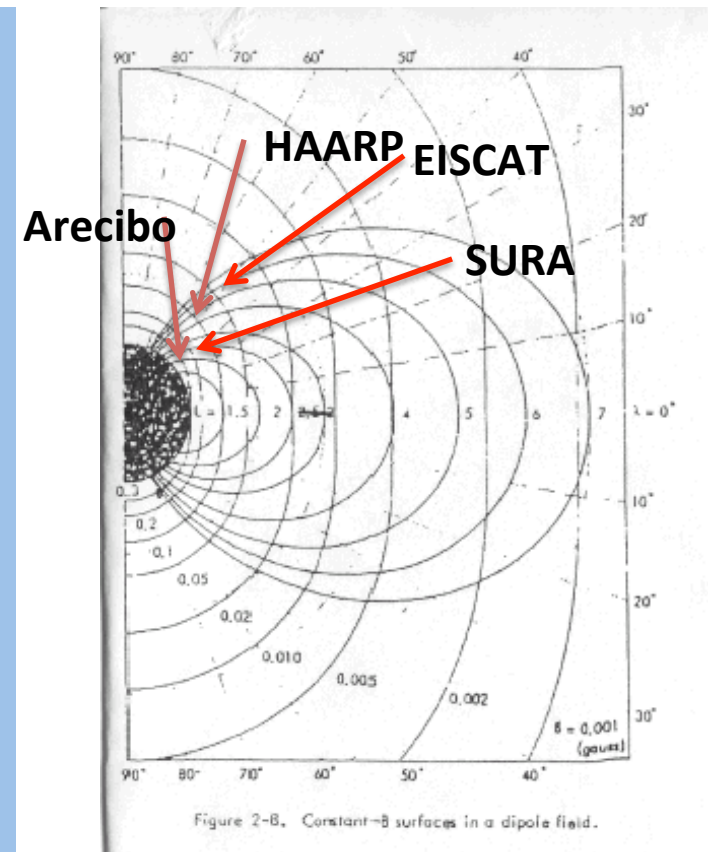 90° 80° 70° 60° 50° 40°
30°
HAARP EISCAT
Arecibo
20°
SURA
10°
L = 1.5 2 4 5 6 7 λ = 0°
0.3
10°
0.2
0.1
0.05
20°
0.02
0.010
0.005
0.002
30°
B = 0.001
(gauss)
90° 80° 70° 60° 50° 40°
Figure 2-8. Constant-B surfaces in a dipole field.